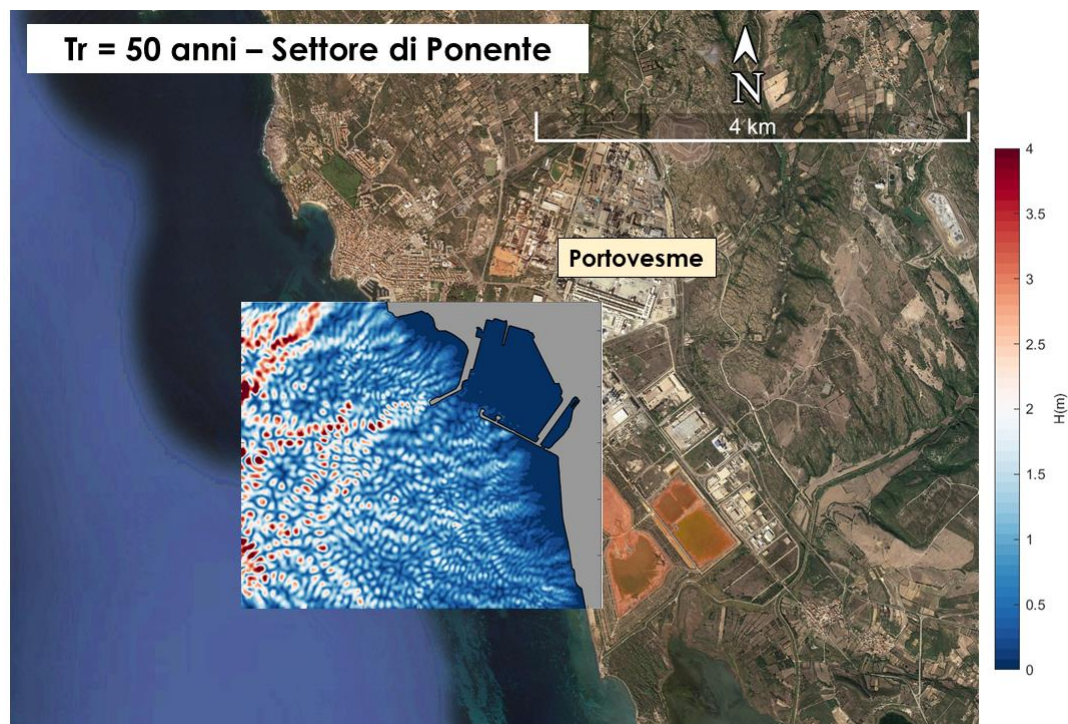 Tr = 50 anni – Settore di Ponente
N
4 km
Portovesme
4
3.5
3
2.5
2
1.5
1
0.5
0
H(m)